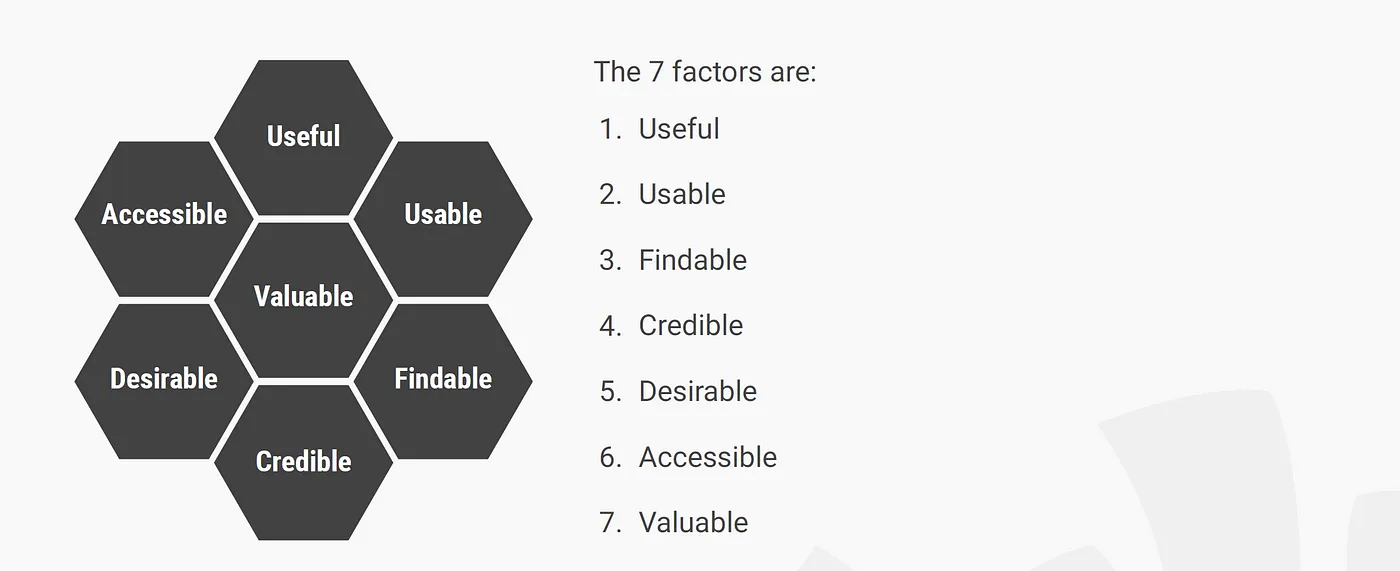 Useful
Accessible
Usable
Valuable
Desirable
Findable
Credible
The 7 factors are:
1. Useful
2. Usable
3. Findable
4. Credible
5. Desirable
6. Accessible
7. Valuable